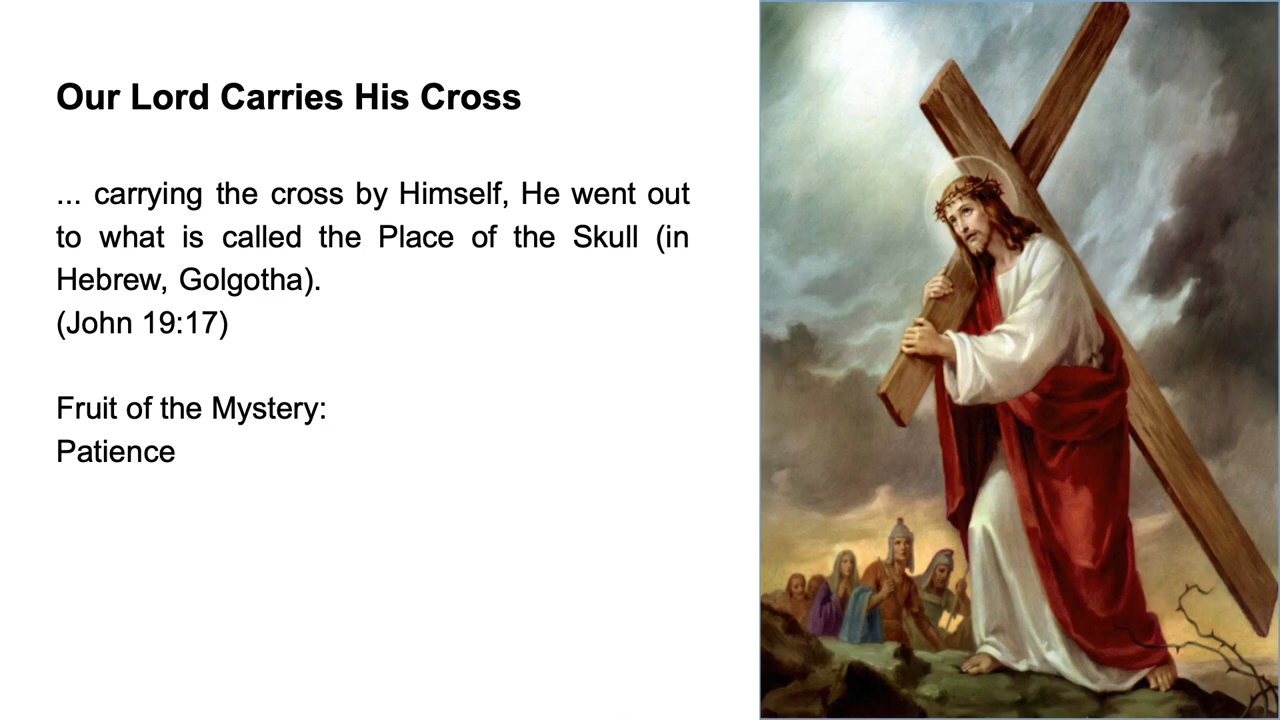 Our Lord Carries His Cross
... carrying the cross by Himself, He went out
to what is called the Place of the Skull (in
Hebrew, Golgotha).
(John 19:17)
Fruit of the Mystery:
Patience